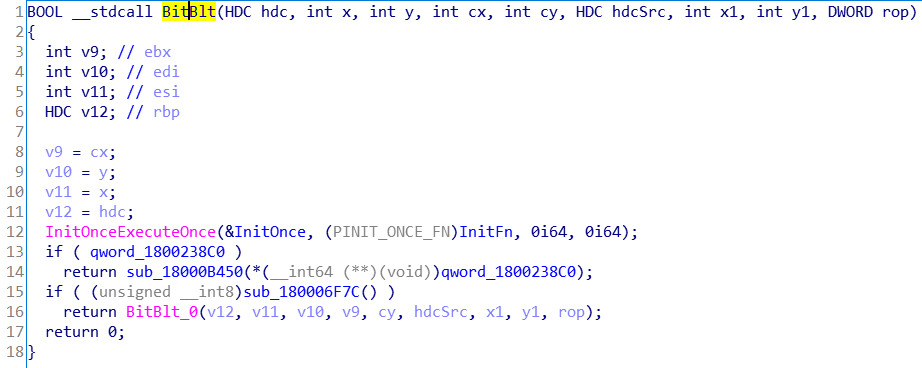 1 BOOL __stdcall BitBlt(HDC hdc, int x, int y, int cx, int cy, HDC hdcSrc, int x1, int y1, DWORD rop)
2 {
3   int v9; // ebx
4   int v10; // edi
5   int v11; // esi
6   HDC v12; // rbp
7
8   v9 = cx;
9   v10 = y;
10   v11 = x;
11   v12 = hdc;
12   InitOnceExecuteOnce(&InitOnce, (PINIT_ONCE_FN)InitFn, 0i64, 0i64);
13   if ( qword_1800238C0 )
14     return sub_18000B450(*(__int64 (**)(void))qword_1800238C0);
15   if ( (unsigned __int8)sub_180006F7C() )
16     return BitBlt_0(v12, v11, v10, v9, cy, hdcSrc, x1, y1, rop);
17   return 0;
18 }